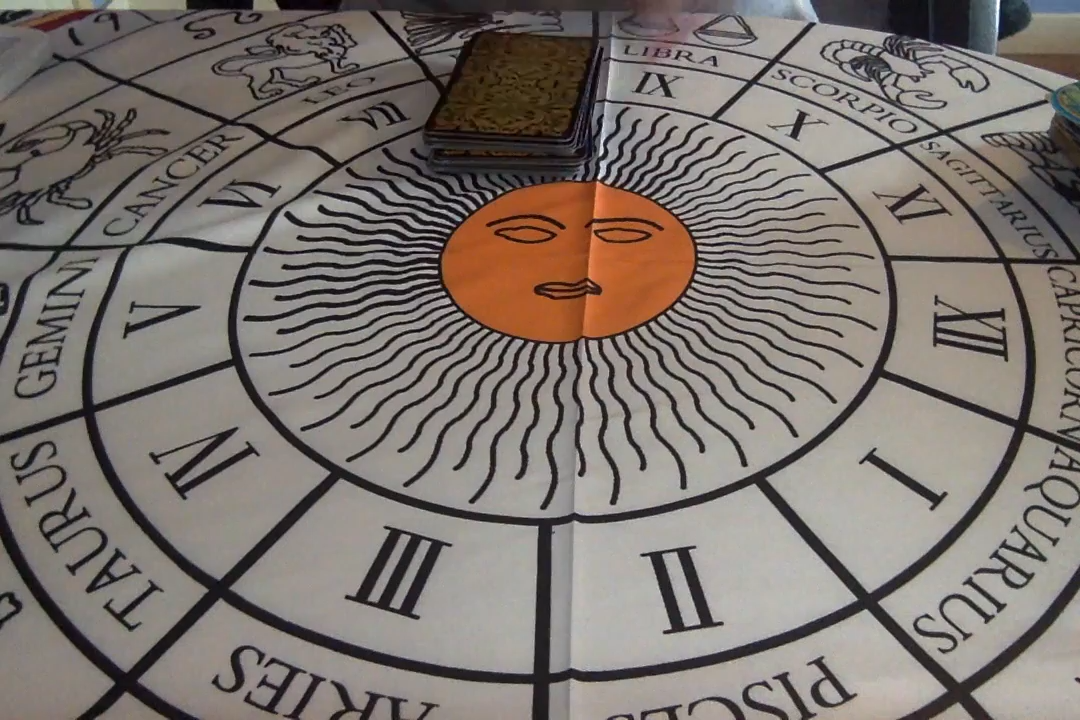 LEO
LIBRA
SCORPIO
SAGITTARIUS
CAPRICORN
AQUARIUS
PISCES
ARIES
TAURUS
GEMINI
CANCER
VII
IX
X
XI
XII
I
II
III
IV
V
VI